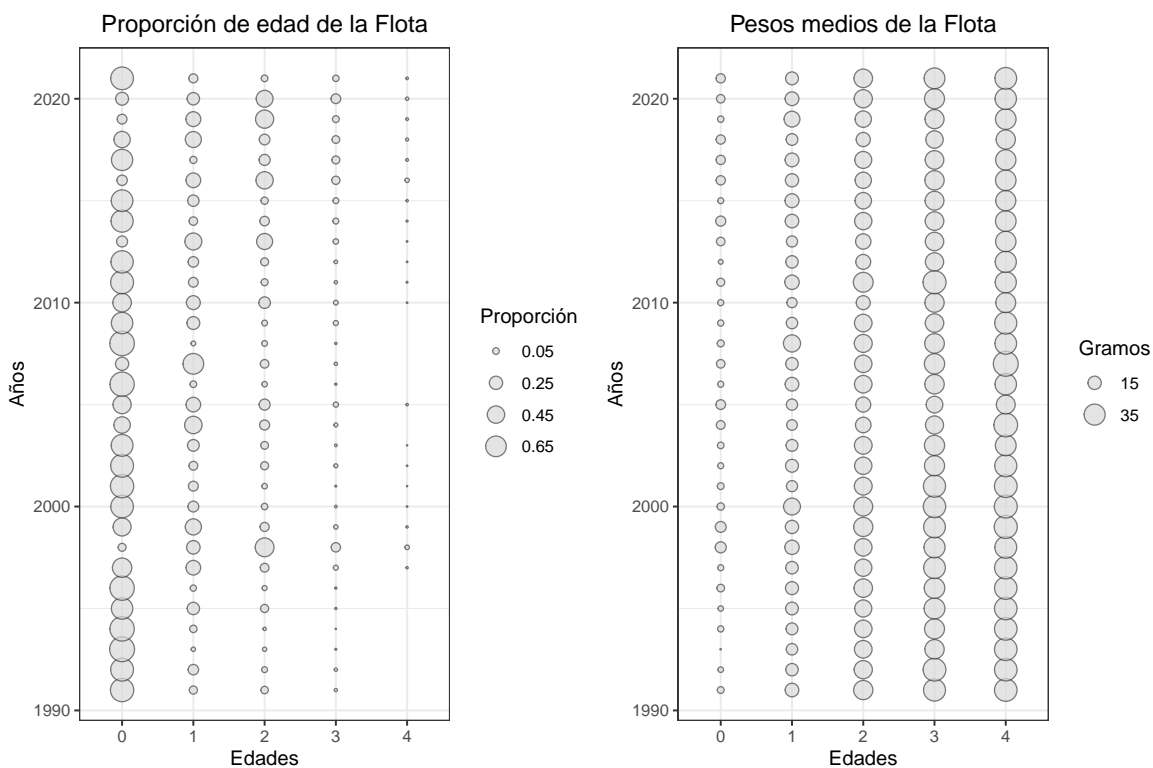 Proporción de edad de la Flota
2020
2010
2000
1990
Años
0 1 2 3 4
Edades
Proporción
0.05
0.25
0.45
0.65
Pesos medios de la Flota
2020
2010
2000
1990
Años
0 1 2 3 4
Edades
Gramos
15
35